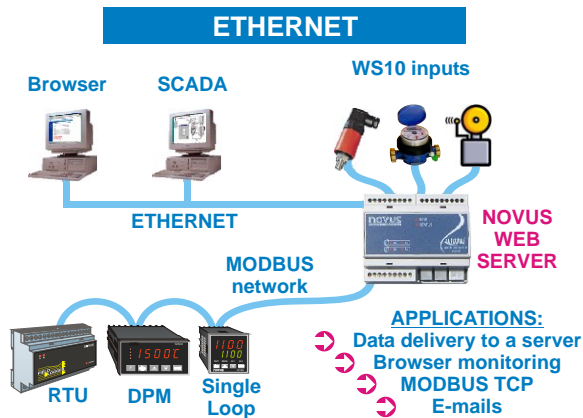 ETHERNET
WS10 inputs
Browser SCADA
ETHERNET
novus
NOVUS
WEB
SERVER
MODBUS
network
1500C
1100
1100
RTU
DPM
Single
Loop
APPLICATIONS:
Data delivery to a server
Browser monitoring
MODBUS TCP
E-mails